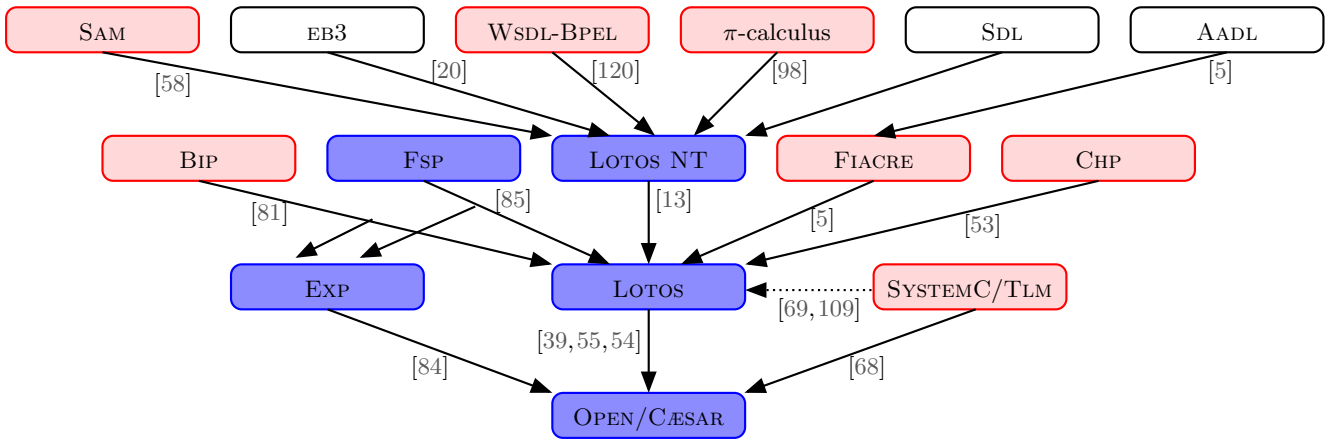 Sam
eb3
Wsdl-Bpel
π-calculus
Sdl
Aadl
[58]
[20]
[120]
[98]
[5]
Bip
Fsp
Lotos NT
Fiacre
Chp
[81]
[85]
[13]
[5]
[53]
Exp
Lotos
SystemC/Tlm
[69,109]
[84]
[39,55,54]
[68]
Open/Cæsar